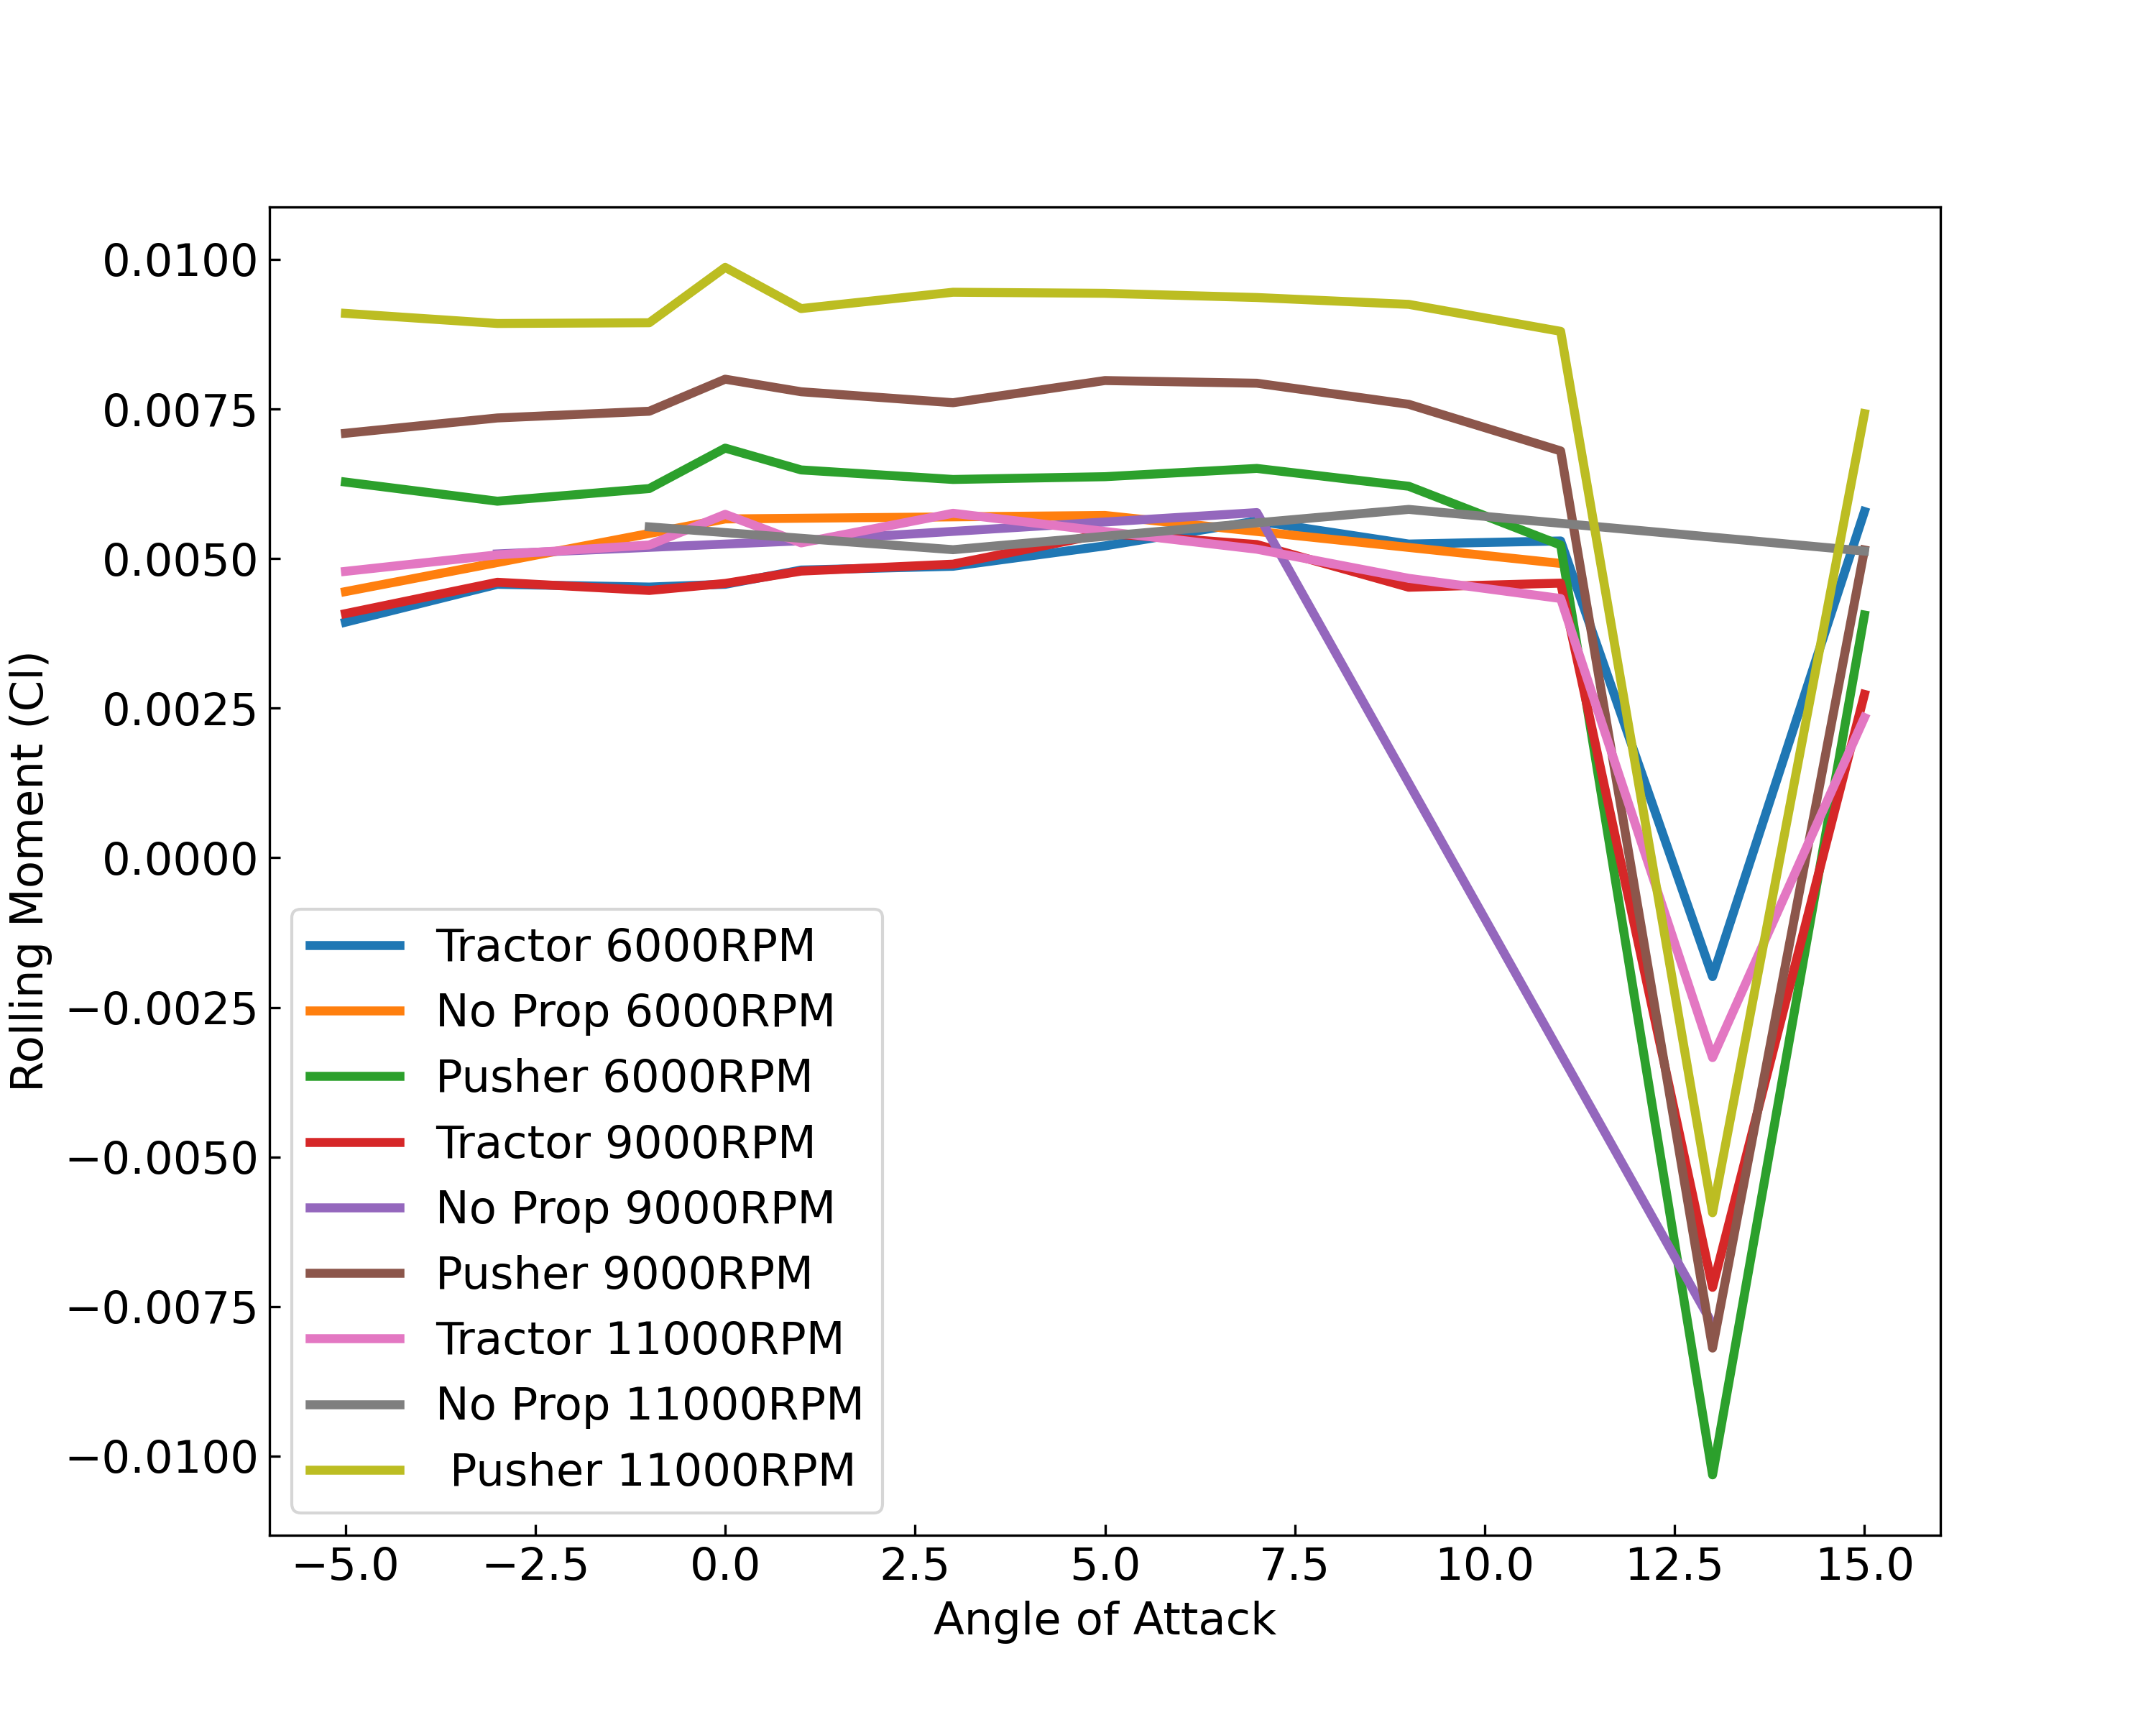 0.0100
0.0075
0.0050
0.0025
0.0000
−0.0025
−0.0050
−0.0075
−0.0100
Rolling Moment (Cl)
Tractor 6000RPM
No Prop 6000RPM
Pusher 6000RPM
Tractor 9000RPM
No Prop 9000RPM
Pusher 9000RPM
Tractor 11000RPM
No Prop 11000RPM
Pusher 11000RPM
−5.0 −2.5 0.0 2.5 5.0 7.5 10.0 12.5 15.0
Angle of Attack